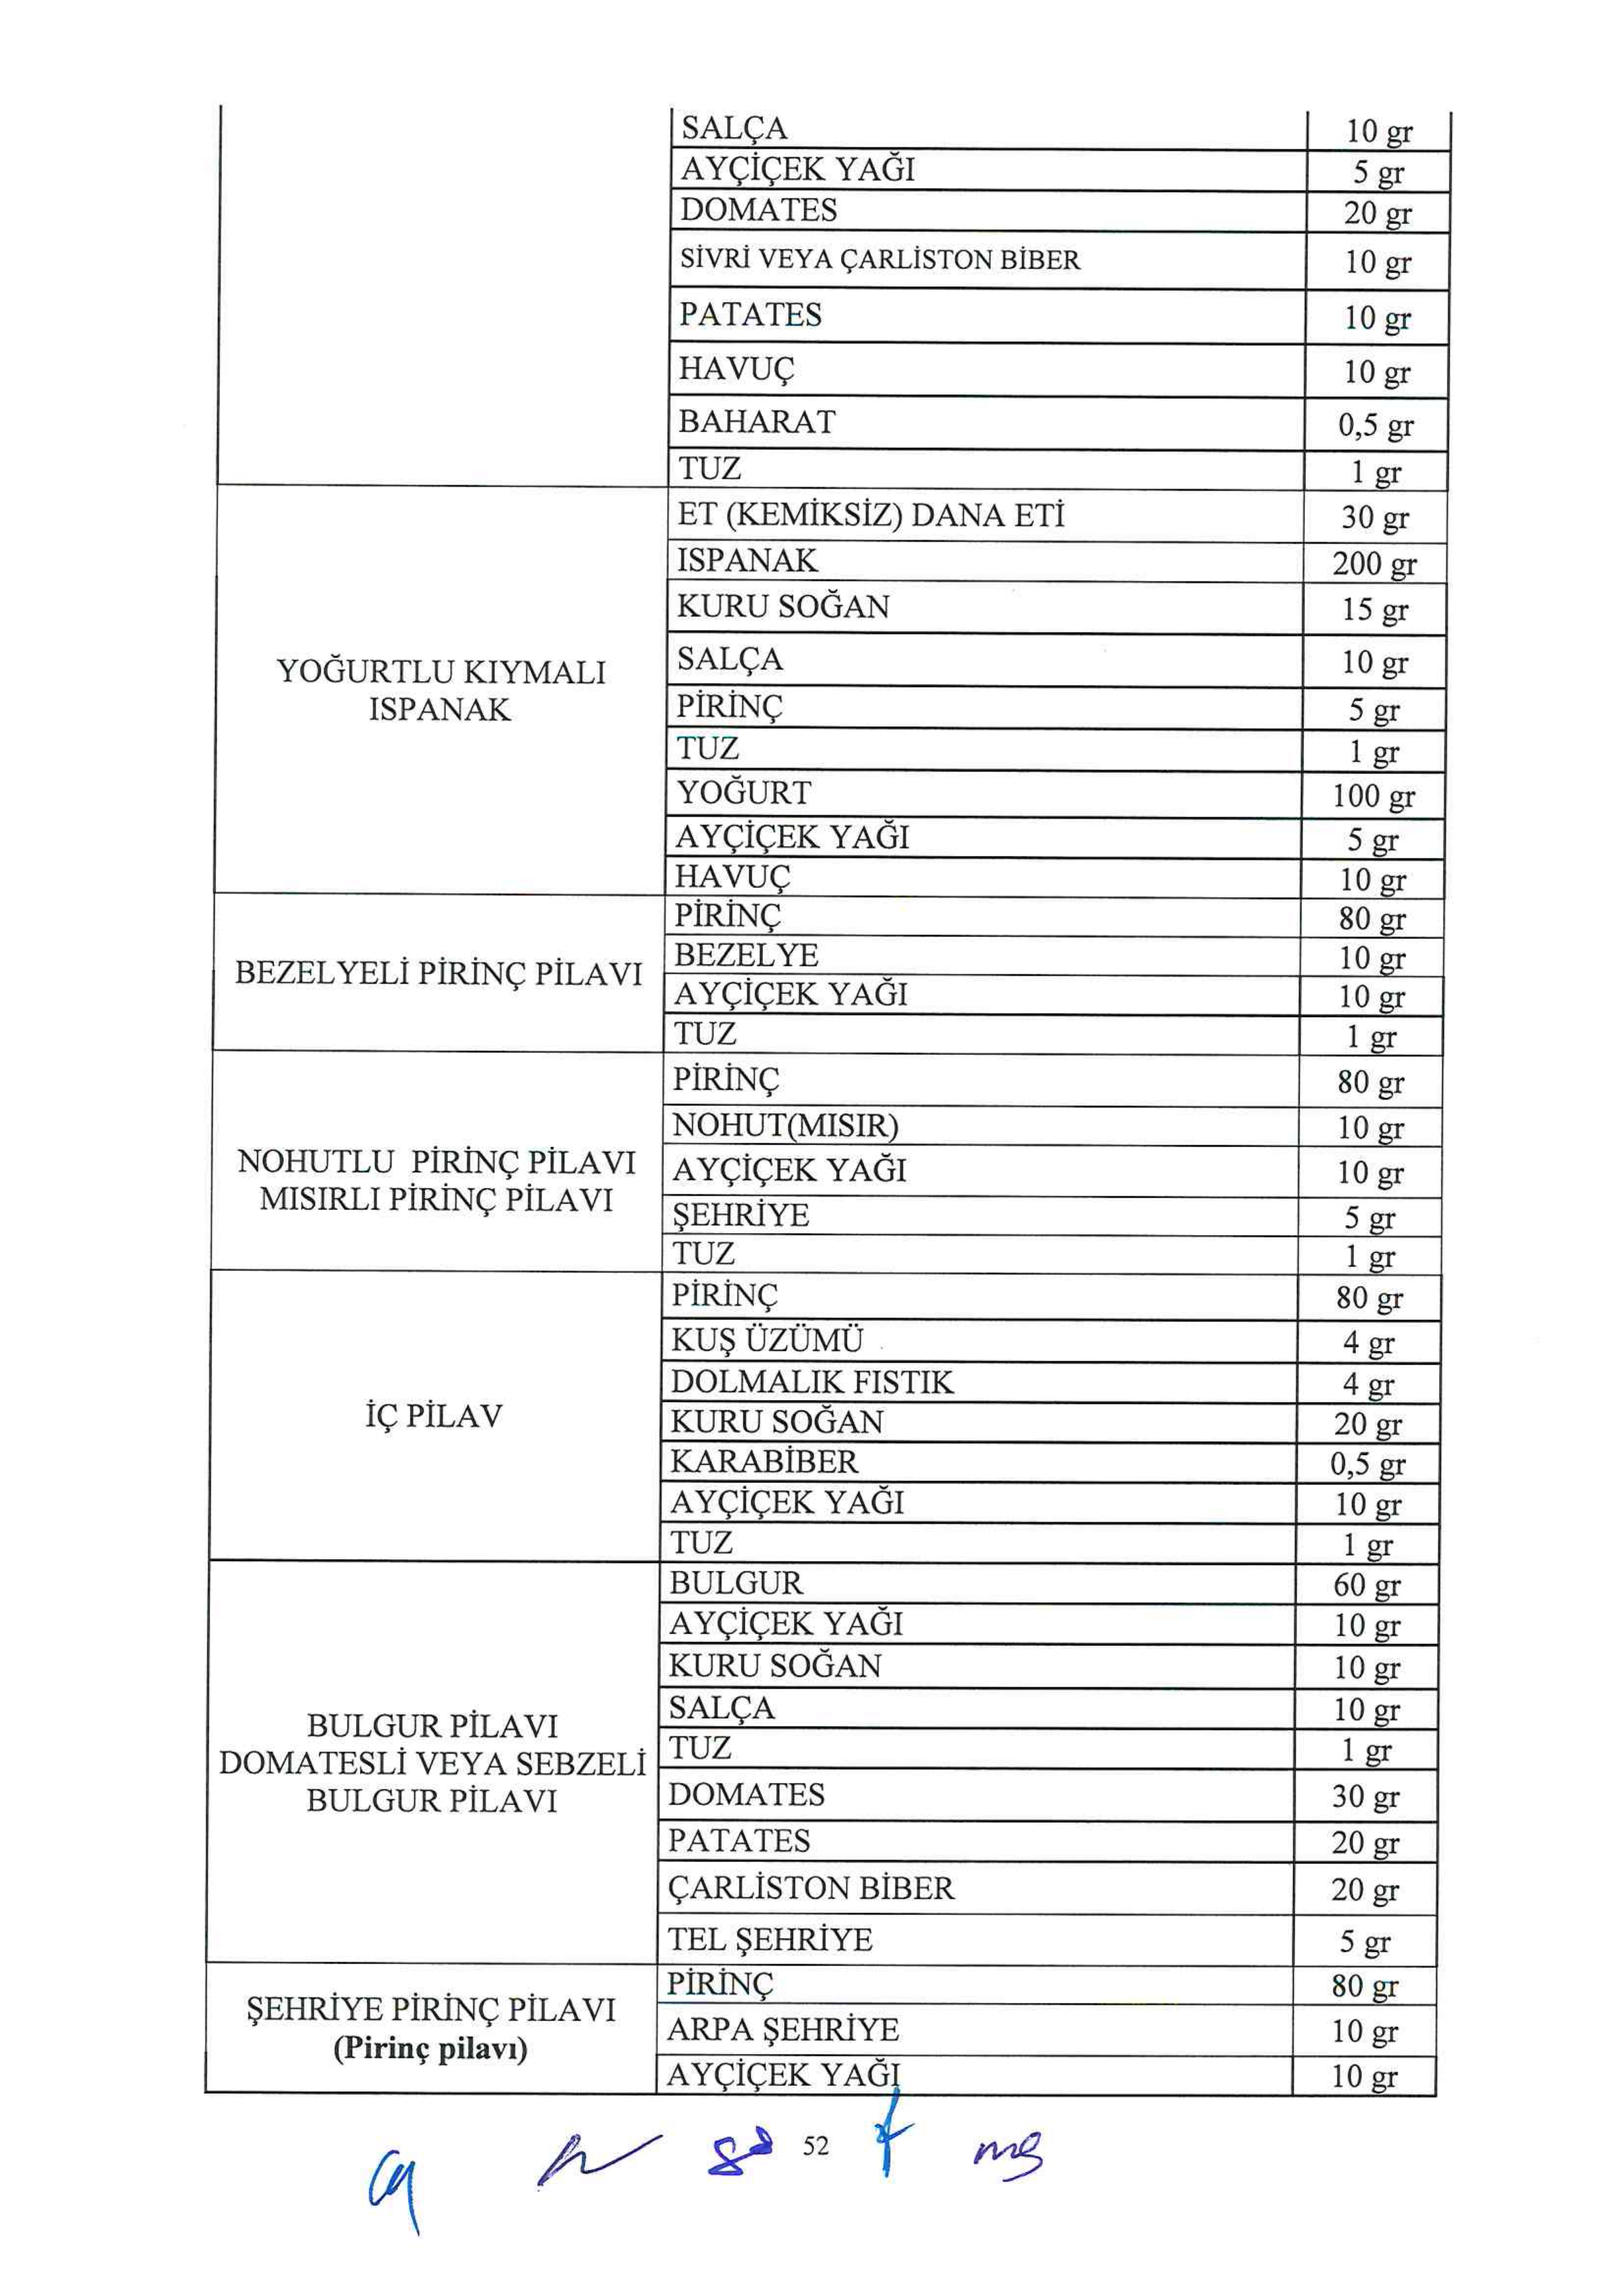 SALÇA 10 gr
AYÇİÇEK YAĞI 5 gr
DOMATES 20 gr
SİVRİ VEYA ÇARLİSTON BİBER 10 gr
PATATES 10 gr
HAVUÇ 10 gr
BAHARAT 0,5 gr
TUZ 1 gr
YOĞURTLU KIYMALI
ISPANAK
ET (KEMİKSİZ) DANA ETİ 30 gr
ISPANAK 200 gr
KURU SOĞAN 15 gr
SALÇA 10 gr
PİRİNÇ 5 gr
TUZ 1 gr
YOĞURT 100 gr
AYÇİÇEK YAĞI 5 gr
HAVUÇ 10 gr
BEZELYELİ PİRİNÇ PİLAVI
PİRİNÇ 80 gr
BEZELYE 10 gr
AYÇİÇEK YAĞI 10 gr
TUZ 1 gr
NOHUTLU PİRİNÇ PİLAVI
MISIRLI PİRİNÇ PİLAVI
PİRİNÇ 80 gr
NOHUT(MISIR) 10 gr
AYÇİÇEK YAĞI 10 gr
ŞEHRİYE 5 gr
TUZ 1 gr
İÇ PİLAV
PİRİNÇ 80 gr
KUŞ ÜZÜMÜ 4 gr
DOLMALIK FISTIK 4 gr
KURU SOĞAN 20 gr
KARABİBER 0,5 gr
AYÇİÇEK YAĞI 10 gr
TUZ 1 gr
BULGUR PİLAVI
DOMATESLİ VEYA SEBZELİ
BULGUR PİLAVI
BULGUR 60 gr
AYÇİÇEK YAĞI 10 gr
KURU SOĞAN 10 gr
SALÇA 10 gr
TUZ 1 gr
DOMATES 30 gr
PATATES 20 gr
ÇARLİSTON BİBER 20 gr
TEL ŞEHRİYE 5 gr
ŞEHRİYE PİRİNÇ PİLAVI
(Pirinç pilavı)
PİRİNÇ 80 gr
ARPA ŞEHRİYE 10 gr
AYÇİÇEK YAĞI 10 gr
52